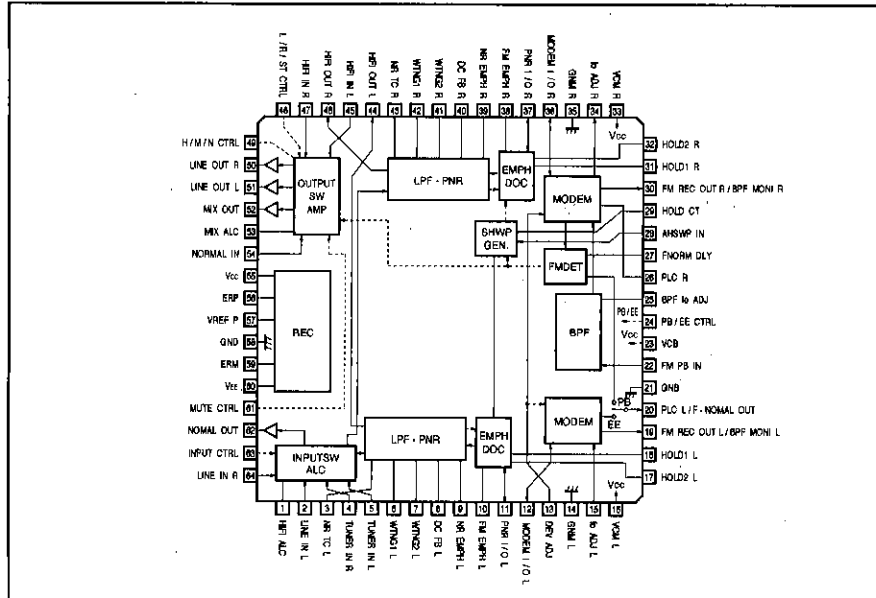 L / R / ST CTRL
HIFI IN R
HIFI OUT R
HIFI IN L
HIFI OUT L
NR TC R
WTNG1 R
WTNG2 R
DC FB R
NR EMPH R
FM EMPH R
PNR I / O R
MODEM I / O R
GNM R
fo ADJ R
VCM R
48 47 46 45 44 43 42 41 40 39 38 37 36 35 34 33
Vcc
H / M / N CTRL 49
LINE OUT R 50
LINE OUT L 51
MIX OUT 52
MIX ALC 53
NORMAL IN 54
Vcc 55
ERP 56
VREF P 57
GND 58
ERM 59
VEE 60
MUTE CTRL 61
NOMAL OUT 62
INPUT CTRL 63
LINE IN R 64
OUTPUT
SW
AMP
LPF · PNR
EMPH
DOC
MODEM
SHWP
GEN.
FMDET
REC
BPF
MODEM
LPF · PNR
EMPH
DOC
INPUTSW
ALC
PB / EE
Vcc
PB
EE
Vcc
32 HOLD2 R
31 HOLD1 R
30 FM REC OUT R / BPF MONI R
29 HOLD CT
28 AHSWP IN
27 FNORM DLY
26 PLC R
25 BPF fo ADJ
24 PB / EE CTRL
23 VCB
22 FM PB IN
21 GNB
20 PLC L / F - NOMAL OUT
19 FM REC OUT L / BPF MONI L
18 HOLD1 L
17 HOLD2 L
1 2 3 4 5 6 7 8 9 10 11 12 13 14 15 16
HIFI ALC
LINE IN L
NR TC L
TUNER IN R
TUNER IN L
WTNG1 L
WTNG2 L
DC FB L
NR EMPH L
FM EMPH L
PNR I / O L
MODEM I / O L
DEV ADJ
GNM L
fo ADJ L
VCM L